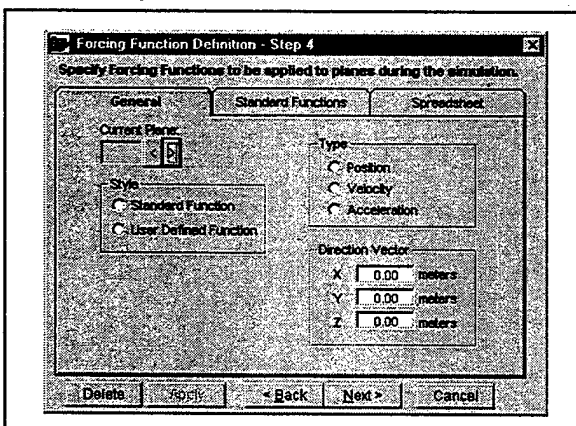 Forcing Function Definition - Step 4
Specify Forcing Functions to be applied to planes during the simulation.
General
Standard Functions
Spreadsheet
Current Plane:
< >
Style
Standard Function
User Defined Function
Type
Position
Velocity
Acceleration
Direction Vector
X 0.00 meters
Y 0.00 meters
Z 0.00 meters
Delete Apply < Back Next > Cancel